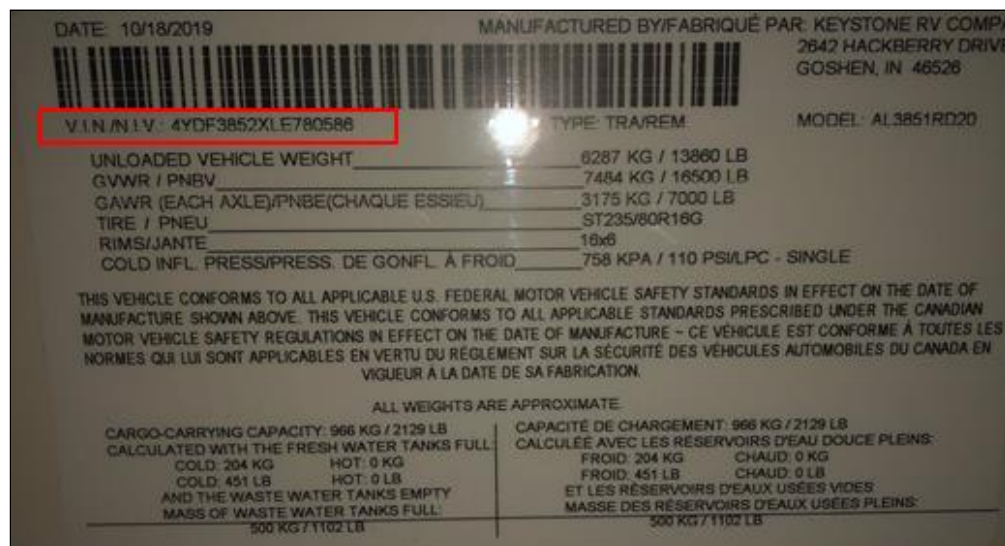 DATE: 10/18/2019
MANUFACTURED BY/FABRIQUÉ PAR: KEYSTONE RV COMPA
2642 HACKBERRY DRIVE
GOSHEN, IN 46526
V.I.N./N.I.V.: 4YDF3852XLE780586
TYPE: TRA/REM
MODEL: AL3851RD20
UNLOADED VEHICLE WEIGHT 6287 KG / 13860 LB
GVWR / PNBV 7484 KG / 16500 LB
GAWR (EACH AXLE)/PNBE(CHAQUE ESSIEU) 3175 KG / 7000 LB
TIRE / PNEU ST235/80R16G
RIMS/JANTE 16x6
COLD INFL. PRESS/PRESS. DE GONFL. À FROID 758 KPA / 110 PSI/LPC - SINGLE
THIS VEHICLE CONFORMS TO ALL APPLICABLE U.S. FEDERAL MOTOR VEHICLE SAFETY STANDARDS IN EFFECT ON THE DATE OF
MANUFACTURE SHOWN ABOVE. THIS VEHICLE CONFORMS TO ALL APPLICABLE STANDARDS PRESCRIBED UNDER THE CANADIAN
MOTOR VEHICLE SAFETY REGULATIONS IN EFFECT ON THE DATE OF MANUFACTURE – CE VÉHICULE EST CONFORME À TOUTES LES
NORMES QUI LUI SONT APPLICABLES EN VERTU DU RÈGLEMENT SUR LA SÉCURITÉ DES VÉHICULES AUTOMOBILES DU CANADA EN
VIGUEUR À LA DATE DE SA FABRICATION.
ALL WEIGHTS ARE APPROXIMATE.
CARGO-CARRYING CAPACITY: 966 KG / 2129 LB
CALCULATED WITH THE FRESH WATER TANKS FULL:
COLD: 204 KG HOT: 0 KG
COLD: 451 LB HOT: 0 LB
AND THE WASTE WATER TANKS EMPTY
MASS OF WASTE WATER TANKS FULL:
500 KG / 1102 LB
CAPACITÉ DE CHARGEMENT: 966 KG / 2129 LB
CALCULÉE AVEC LES RÉSERVOIRS D'EAU DOUCE PLEINS:
FROID: 204 KG CHAUD: 0 KG
FROID: 451 LB CHAUD: 0 LB
ET LES RÉSERVOIRS D'EAUX USÉES VIDES
MASSE DES RÉSERVOIRS D'EAUX USÉES PLEINS:
500 KG / 1102 LB